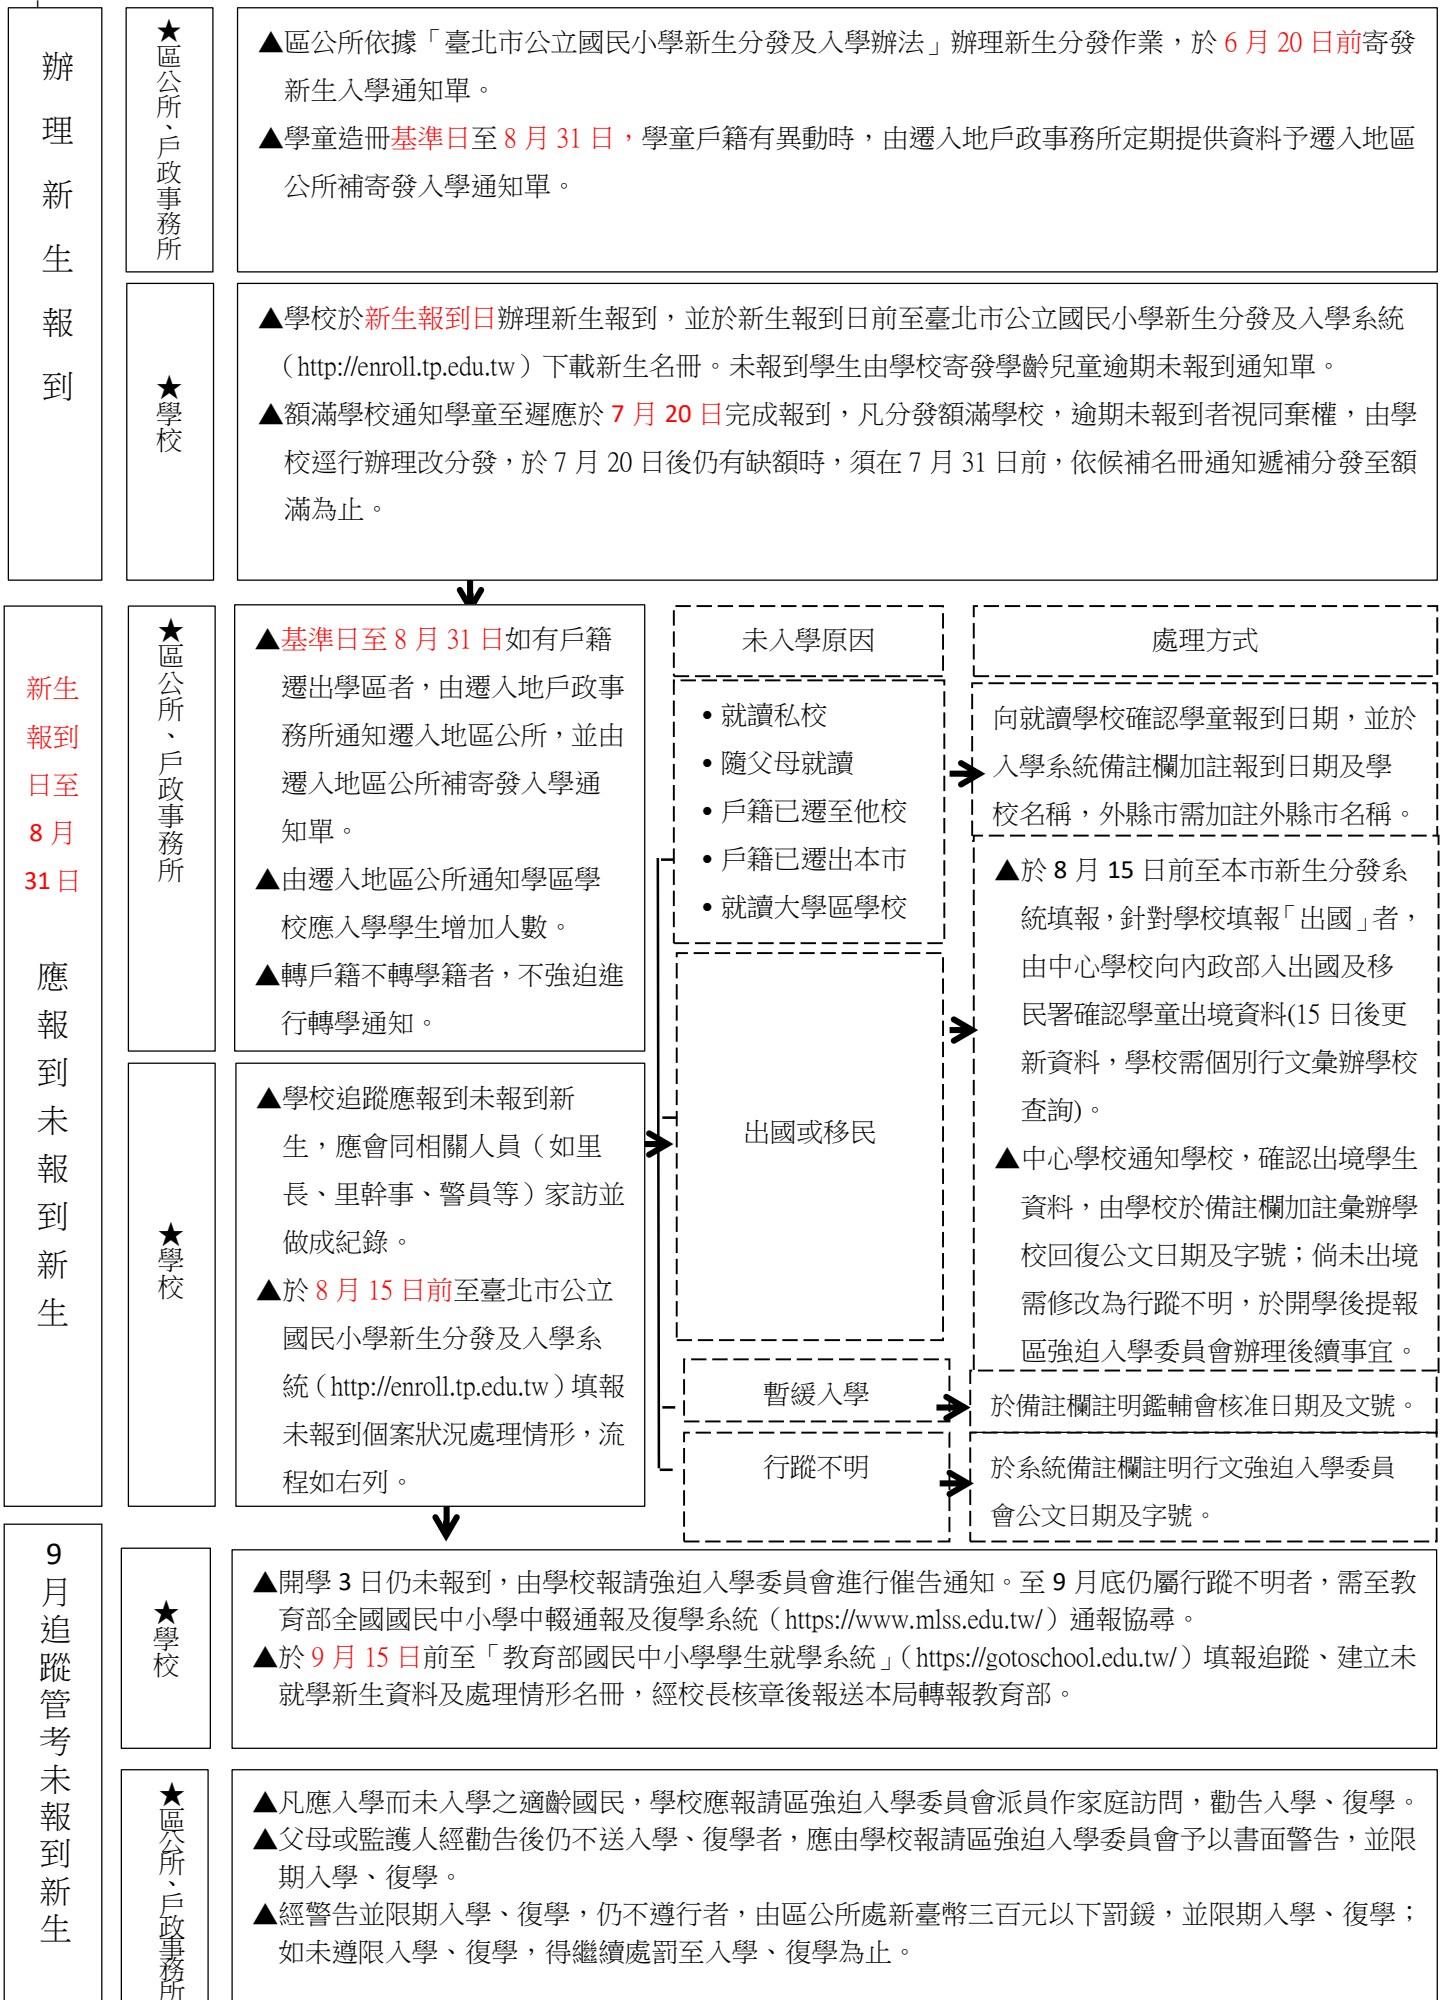 辦理新生報到
★區公所、戶政事務所
▲區公所依據「臺北市公立國民小學新生分發及入學辦法」辦理新生分發作業，於 6 月 20 日前寄發
新生入學通知單。
▲學童造冊基準日至 8 月 31 日，學童戶籍有異動時，由遷入地戶政事務所定期提供資料予遷入地區
公所補寄發入學通知單。
★學校
▲學校於新生報到日辦理新生報到，並於新生報到日前至臺北市公立國民小學新生分發及入學系統
（http://enroll.tp.edu.tw）下載新生名冊。未報到學生由學校寄發學齡兒童逾期未報到通知單。
▲額滿學校通知學童至遲應於 7 月 20 日完成報到，凡分發額滿學校，逾期未報到者視同棄權，由學
校逕行辦理改分發，於 7 月 20 日後仍有缺額時，須在 7 月 31 日前，依候補名冊通知遞補分發至額
滿為止。
新生
報到
日至
8 月
31 日
應報到未報到新生
★區公所、戶政事務所
▲基準日至 8 月 31 日如有戶籍
遷出學區者，由遷入地戶政事
務所通知遷入地區公所，並由
遷入地區公所補寄發入學通
知單。
▲由遷入地區公所通知學區學
校應入學學生增加人數。
▲轉戶籍不轉學籍者，不強迫進
行轉學通知。
★學校
▲學校追蹤應報到未報到新
生，應會同相關人員（如里
長、里幹事、警員等）家訪並
做成紀錄。
▲於 8 月 15 日前至臺北市公立
國民小學新生分發及入學系
統（http://enroll.tp.edu.tw）填報
未報到個案狀況處理情形，流
程如右列。
未入學原因
處理方式
• 就讀私校
• 隨父母就讀
• 戶籍已遷至他校
• 戶籍已遷出本市
• 就讀大學區學校
向就讀學校確認學童報到日期，並於
入學系統備註欄加註報到日期及學
校名稱，外縣市需加註外縣市名稱。
出國或移民
▲於 8 月 15 日前至本市新生分發系
統填報，針對學校填報「出國」者，
由中心學校向內政部入出國及移
民署確認學童出境資料(15 日後更
新資料，學校需個別行文彙辦學校
查詢)。
▲中心學校通知學校，確認出境學生
資料，由學校於備註欄加註彙辦學
校回復公文日期及字號；倘未出境
需修改為行蹤不明，於開學後提報
區強迫入學委員會辦理後續事宜。
暫緩入學
於備註欄註明鑑輔會核准日期及文號。
行蹤不明
於系統備註欄註明行文強迫入學委員
會公文日期及字號。
9月追蹤管考未報到新生
★學校
▲開學 3 日仍未報到，由學校報請強迫入學委員會進行催告通知。至 9 月底仍屬行蹤不明者，需至教
育部全國國民中小學中輟通報及復學系統（https://www.mlss.edu.tw/）通報協尋。
▲於 9 月 15 日前至「教育部國民中小學學生就學系統」（https://gotoschool.edu.tw/）填報追蹤、建立未
就學新生資料及處理情形名冊，經校長核章後報送本局轉報教育部。
★區公所、戶政事務所
▲凡應入學而未入學之適齡國民，學校應報請區強迫入學委員會派員作家庭訪問，勸告入學、復學。
▲父母或監護人經勸告後仍不送入學、復學者，應由學校報請區強迫入學委員會予以書面警告，並限
期入學、復學。
▲經警告並限期入學、復學，仍不遵行者，由區公所處新臺幣三百元以下罰鍰，並限期入學、復學；
如未遵限入學、復學，得繼續處罰至入學、復學為止。